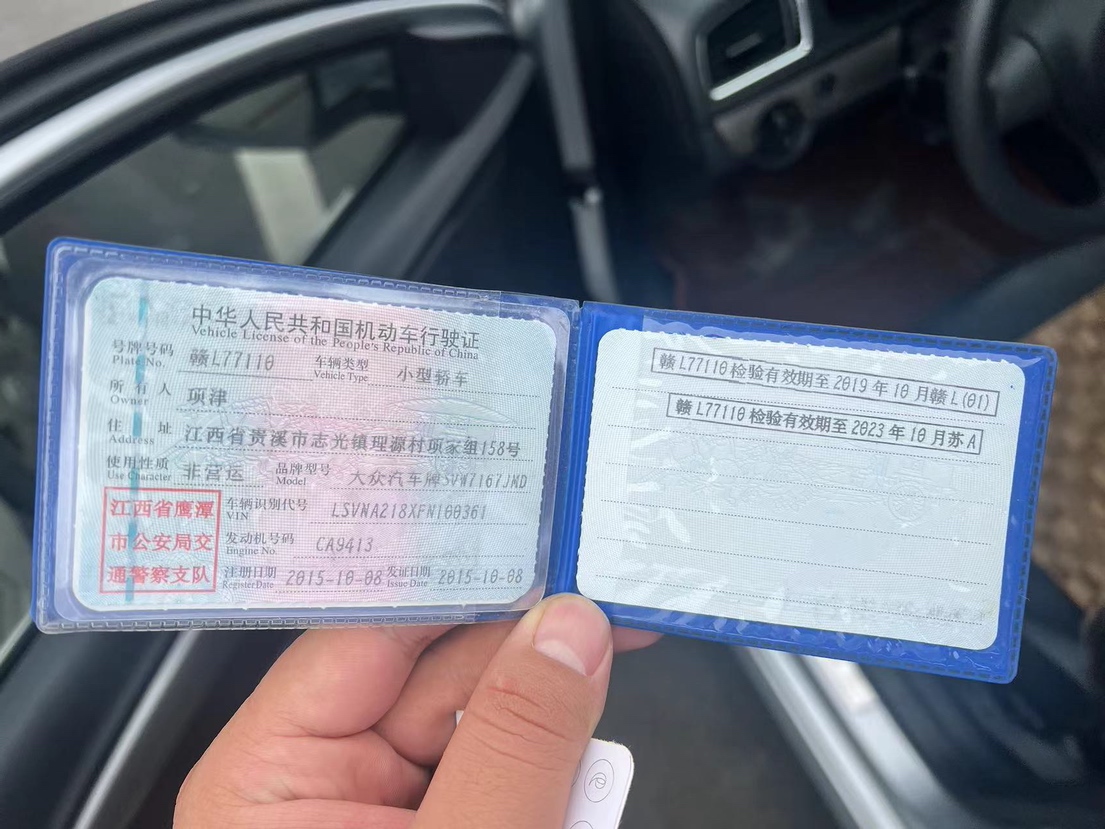 中华人民共和国机动车行驶证
Vehicle License of the People's Republic of China
号牌号码 赣L77110 车辆类型 小型轿车
Plate No. Vehicle Type
所有人 项津
Owner
住址 江西省贵溪市志光镇理源村项家组158号
Address
使用性质 非营运 品牌型号 大众汽车牌SVW7167JMD
Use Character Model
江西省鹰潭
市公安局交
通警察支队
车辆识别代号 LSVNA218XFN100361
VIN
发动机号码 CA9413
Engine No.
注册日期 2015-10-08 发证日期 2015-10-08
Register Date Issue Date
赣L77110检验有效期至2019年10月赣L(01)
赣L77110检验有效期至2023年10月苏A